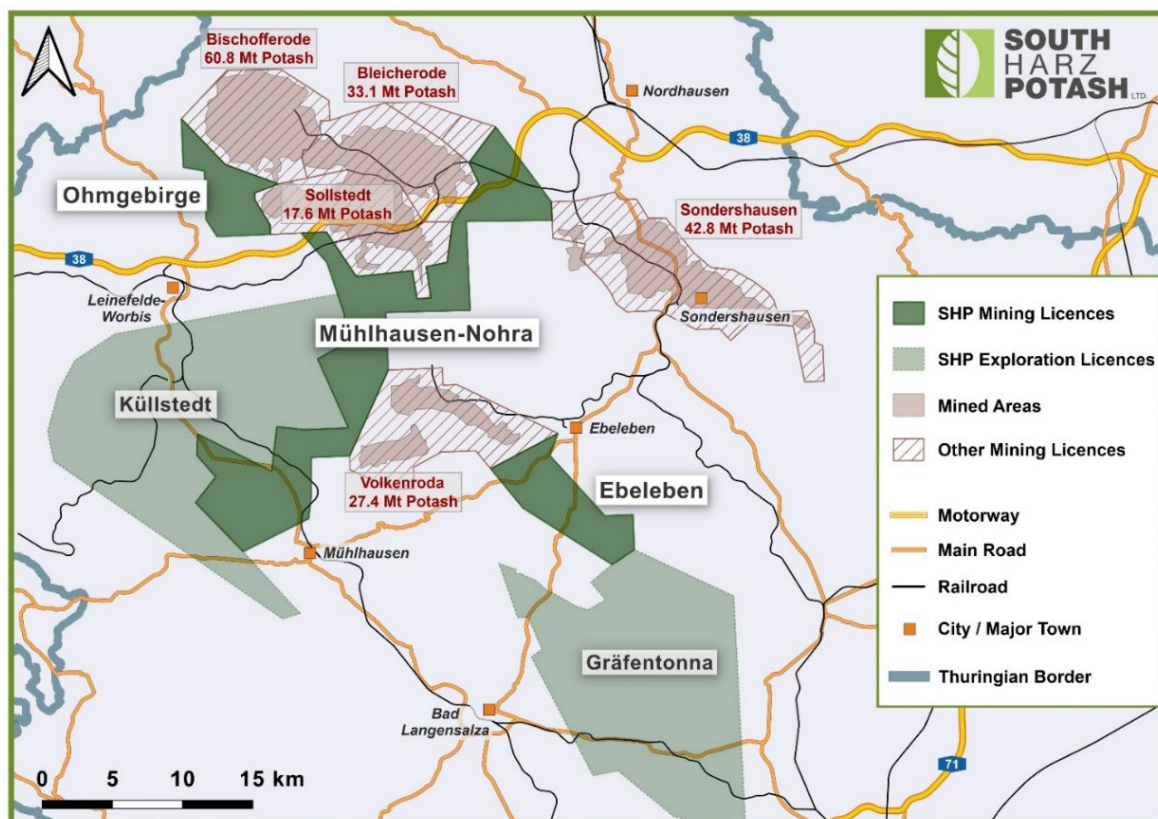 Bischofferode
60.8 Mt Potash
Bleicherode
33.1 Mt Potash
SOUTH
HARZ
POTASH LTD.
Nordhausen
38
Ohmgebirge
Sollstedt
17.6 Mt Potash
Sondershausen
42.8 Mt Potash
38
Leinefelde-
Worbis
Sondershausen
Mühlhausen-Nohra
Küllstedt
Ebeleben
Volkenroda
27.4 Mt Potash
Ebeleben
Mühlhausen
Gräfentonna
Bad
Langensalza
SHP Mining Licences
SHP Exploration Licences
Mined Areas
Other Mining Licences
Motorway
Main Road
Railroad
City / Major Town
Thuringian Border
71
0 5 10 15 km